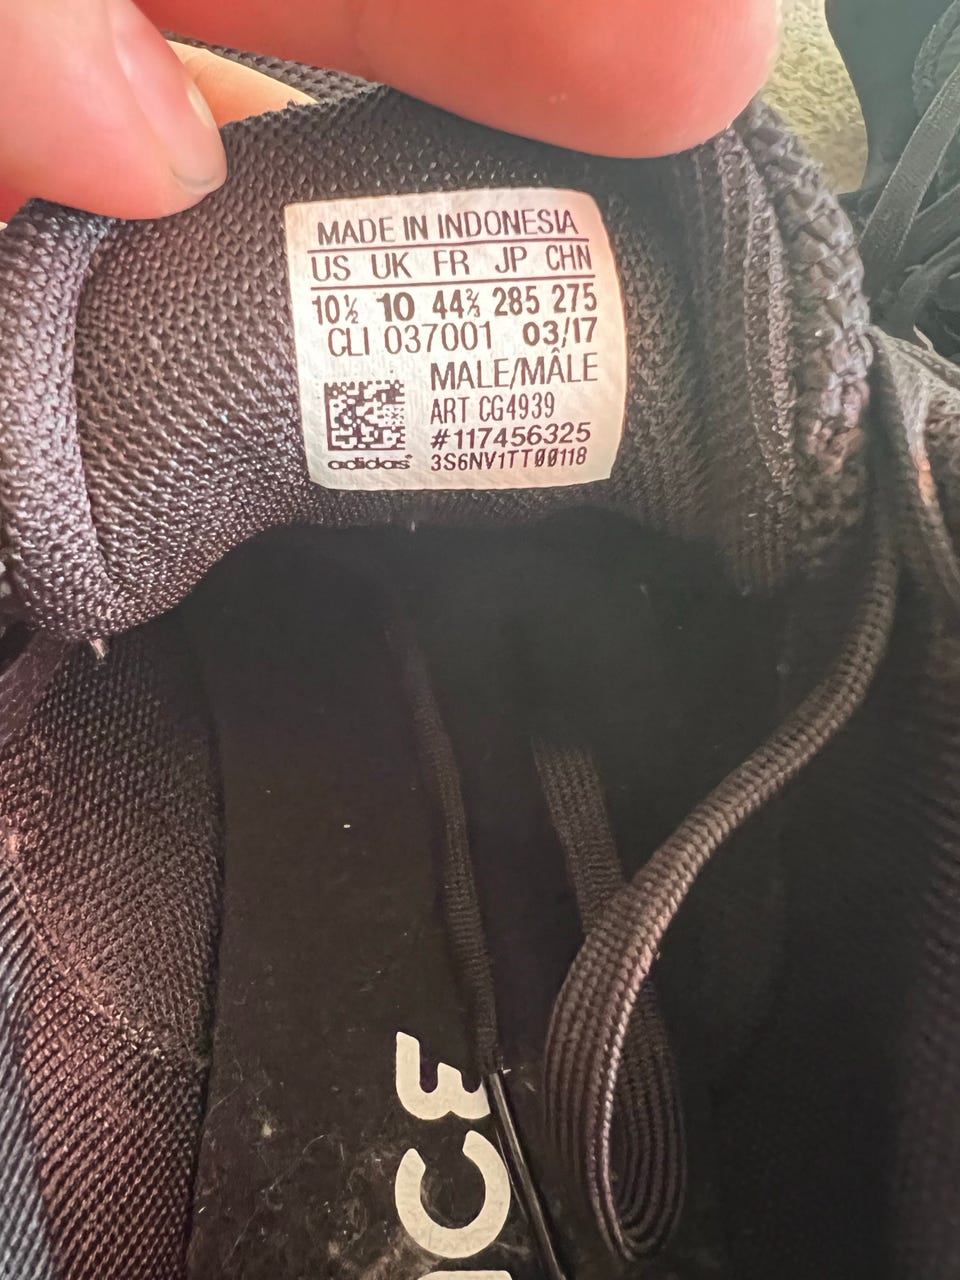 MADE IN INDONESIA
US UK FR JP CHN
10½ 10 44⅔ 285 275
CLI 037001 03/17
MALE/MÂLE
ART CG4939
#117456325
adidas® 3S6NV1TT00118